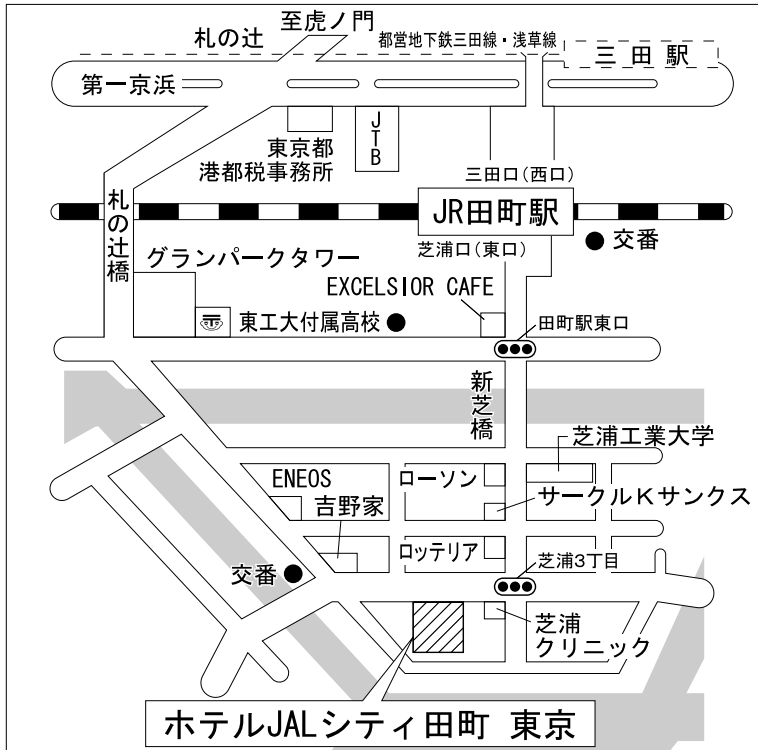 至虎ノ門
札の辻
都営地下鉄三田線・浅草線
三田駅
第一京浜
JTB
東京都
港都税事務所
三田口(西口)
札の辻橋
JR田町駅
芝浦口(東口)
交番
グランパークタワー
EXCELSIOR CAFE
東工大付属高校
田町駅東口
新芝橋
芝浦工業大学
ENEOS
ローソン
サークルKサンクス
吉野家
ロッテリア
芝浦3丁目
交番
芝浦
クリニック
ホテルJALシティ田町 東京